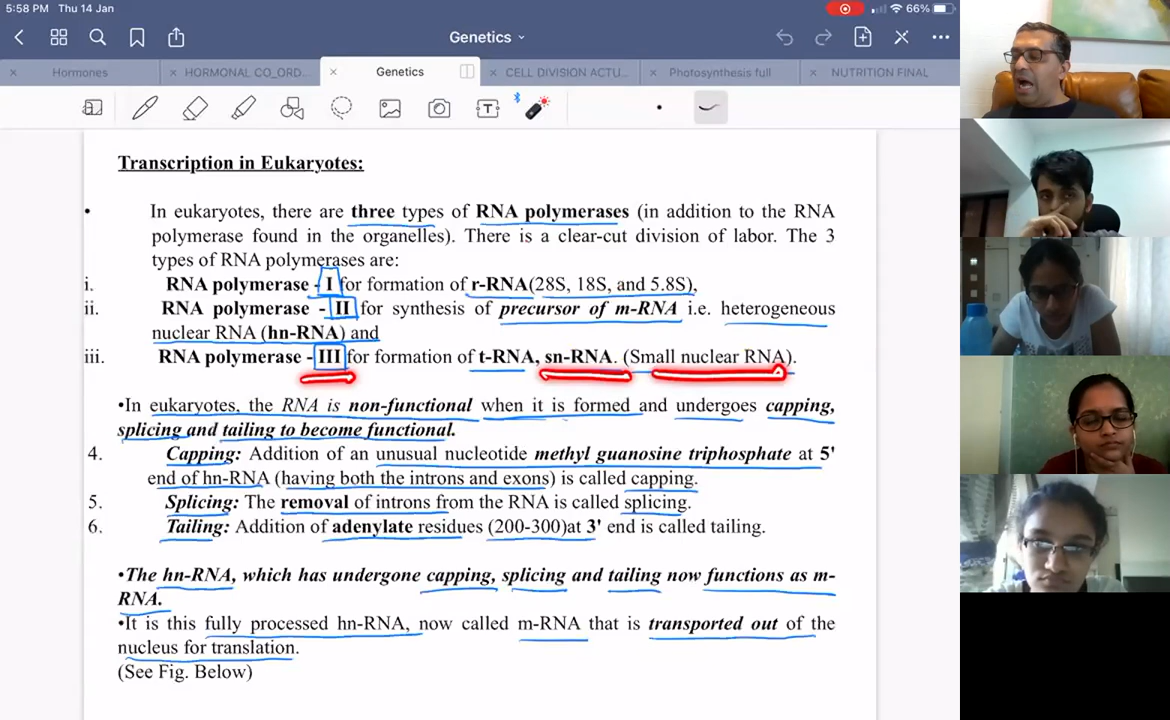 5:58 PM Thu 14 Jan
66%
Genetics
Hormones
HORMONAL CO_ORD...
Genetics
CELL DIVISION ACTU...
Photosynthesis full
NUTRITION FINAL
Transcription in Eukaryotes:
• In eukaryotes, there are three types of RNA polymerases (in addition to the RNA
polymerase found in the organelles). There is a clear-cut division of labor. The 3
types of RNA polymerases are:
i. RNA polymerase - I for formation of r-RNA(28S, 18S, and 5.8S),
ii. RNA polymerase - II for synthesis of precursor of m-RNA i.e. heterogeneous
nuclear RNA (hn-RNA) and
iii. RNA polymerase - III for formation of t-RNA, sn-RNA. (Small nuclear RNA).
•In eukaryotes, the RNA is non-functional when it is formed and undergoes capping,
splicing and tailing to become functional.
4. Capping: Addition of an unusual nucleotide methyl guanosine triphosphate at 5'
end of hn-RNA (having both the introns and exons) is called capping.
5. Splicing: The removal of introns from the RNA is called splicing.
6. Tailing: Addition of adenylate residues (200-300)at 3' end is called tailing.
•The hn-RNA, which has undergone capping, splicing and tailing now functions as m-
RNA.
•It is this fully processed hn-RNA, now called m-RNA that is transported out of the
nucleus for translation.
(See Fig. Below)